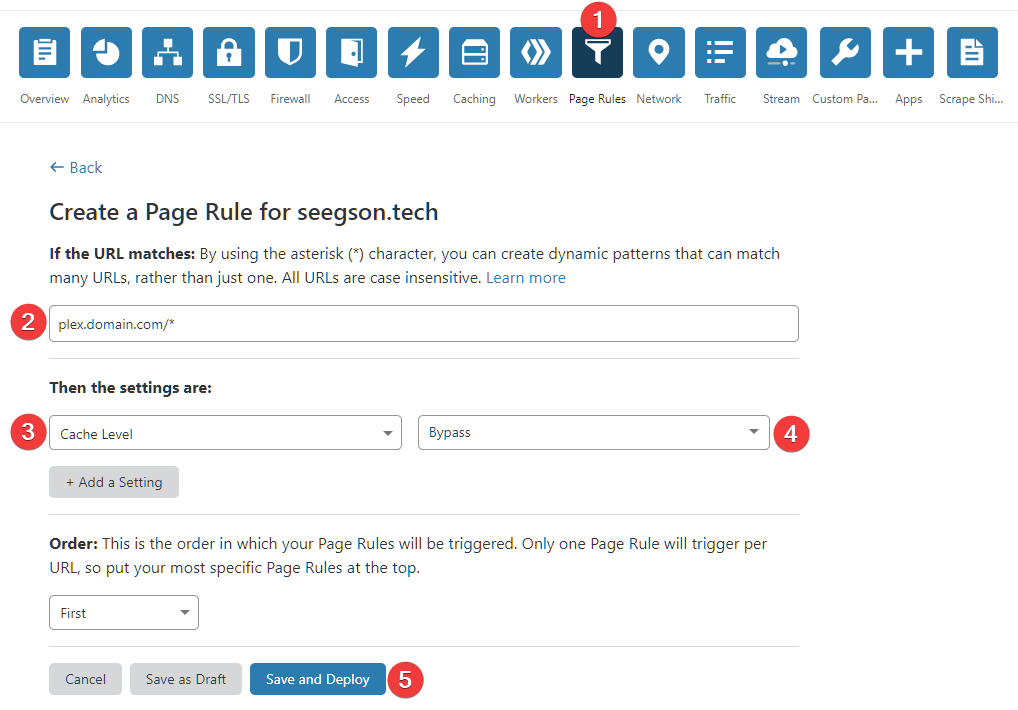 1
Overview Analytics DNS SSL/TLS Firewall Access Speed Caching Workers Page Rules Network Traffic Stream Custom Pa... Apps Scrape Shi...
← Back
Create a Page Rule for seegson.tech
If the URL matches: By using the asterisk (*) character, you can create dynamic patterns that can match
many URLs, rather than just one. All URLs are case insensitive. Learn more
2 plex.domain.com/*
Then the settings are:
3 Cache Level Bypass 4
+ Add a Setting
Order: This is the order in which your Page Rules will be triggered. Only one Page Rule will trigger per
URL, so put your most specific Page Rules at the top.
First
Cancel Save as Draft Save and Deploy 5